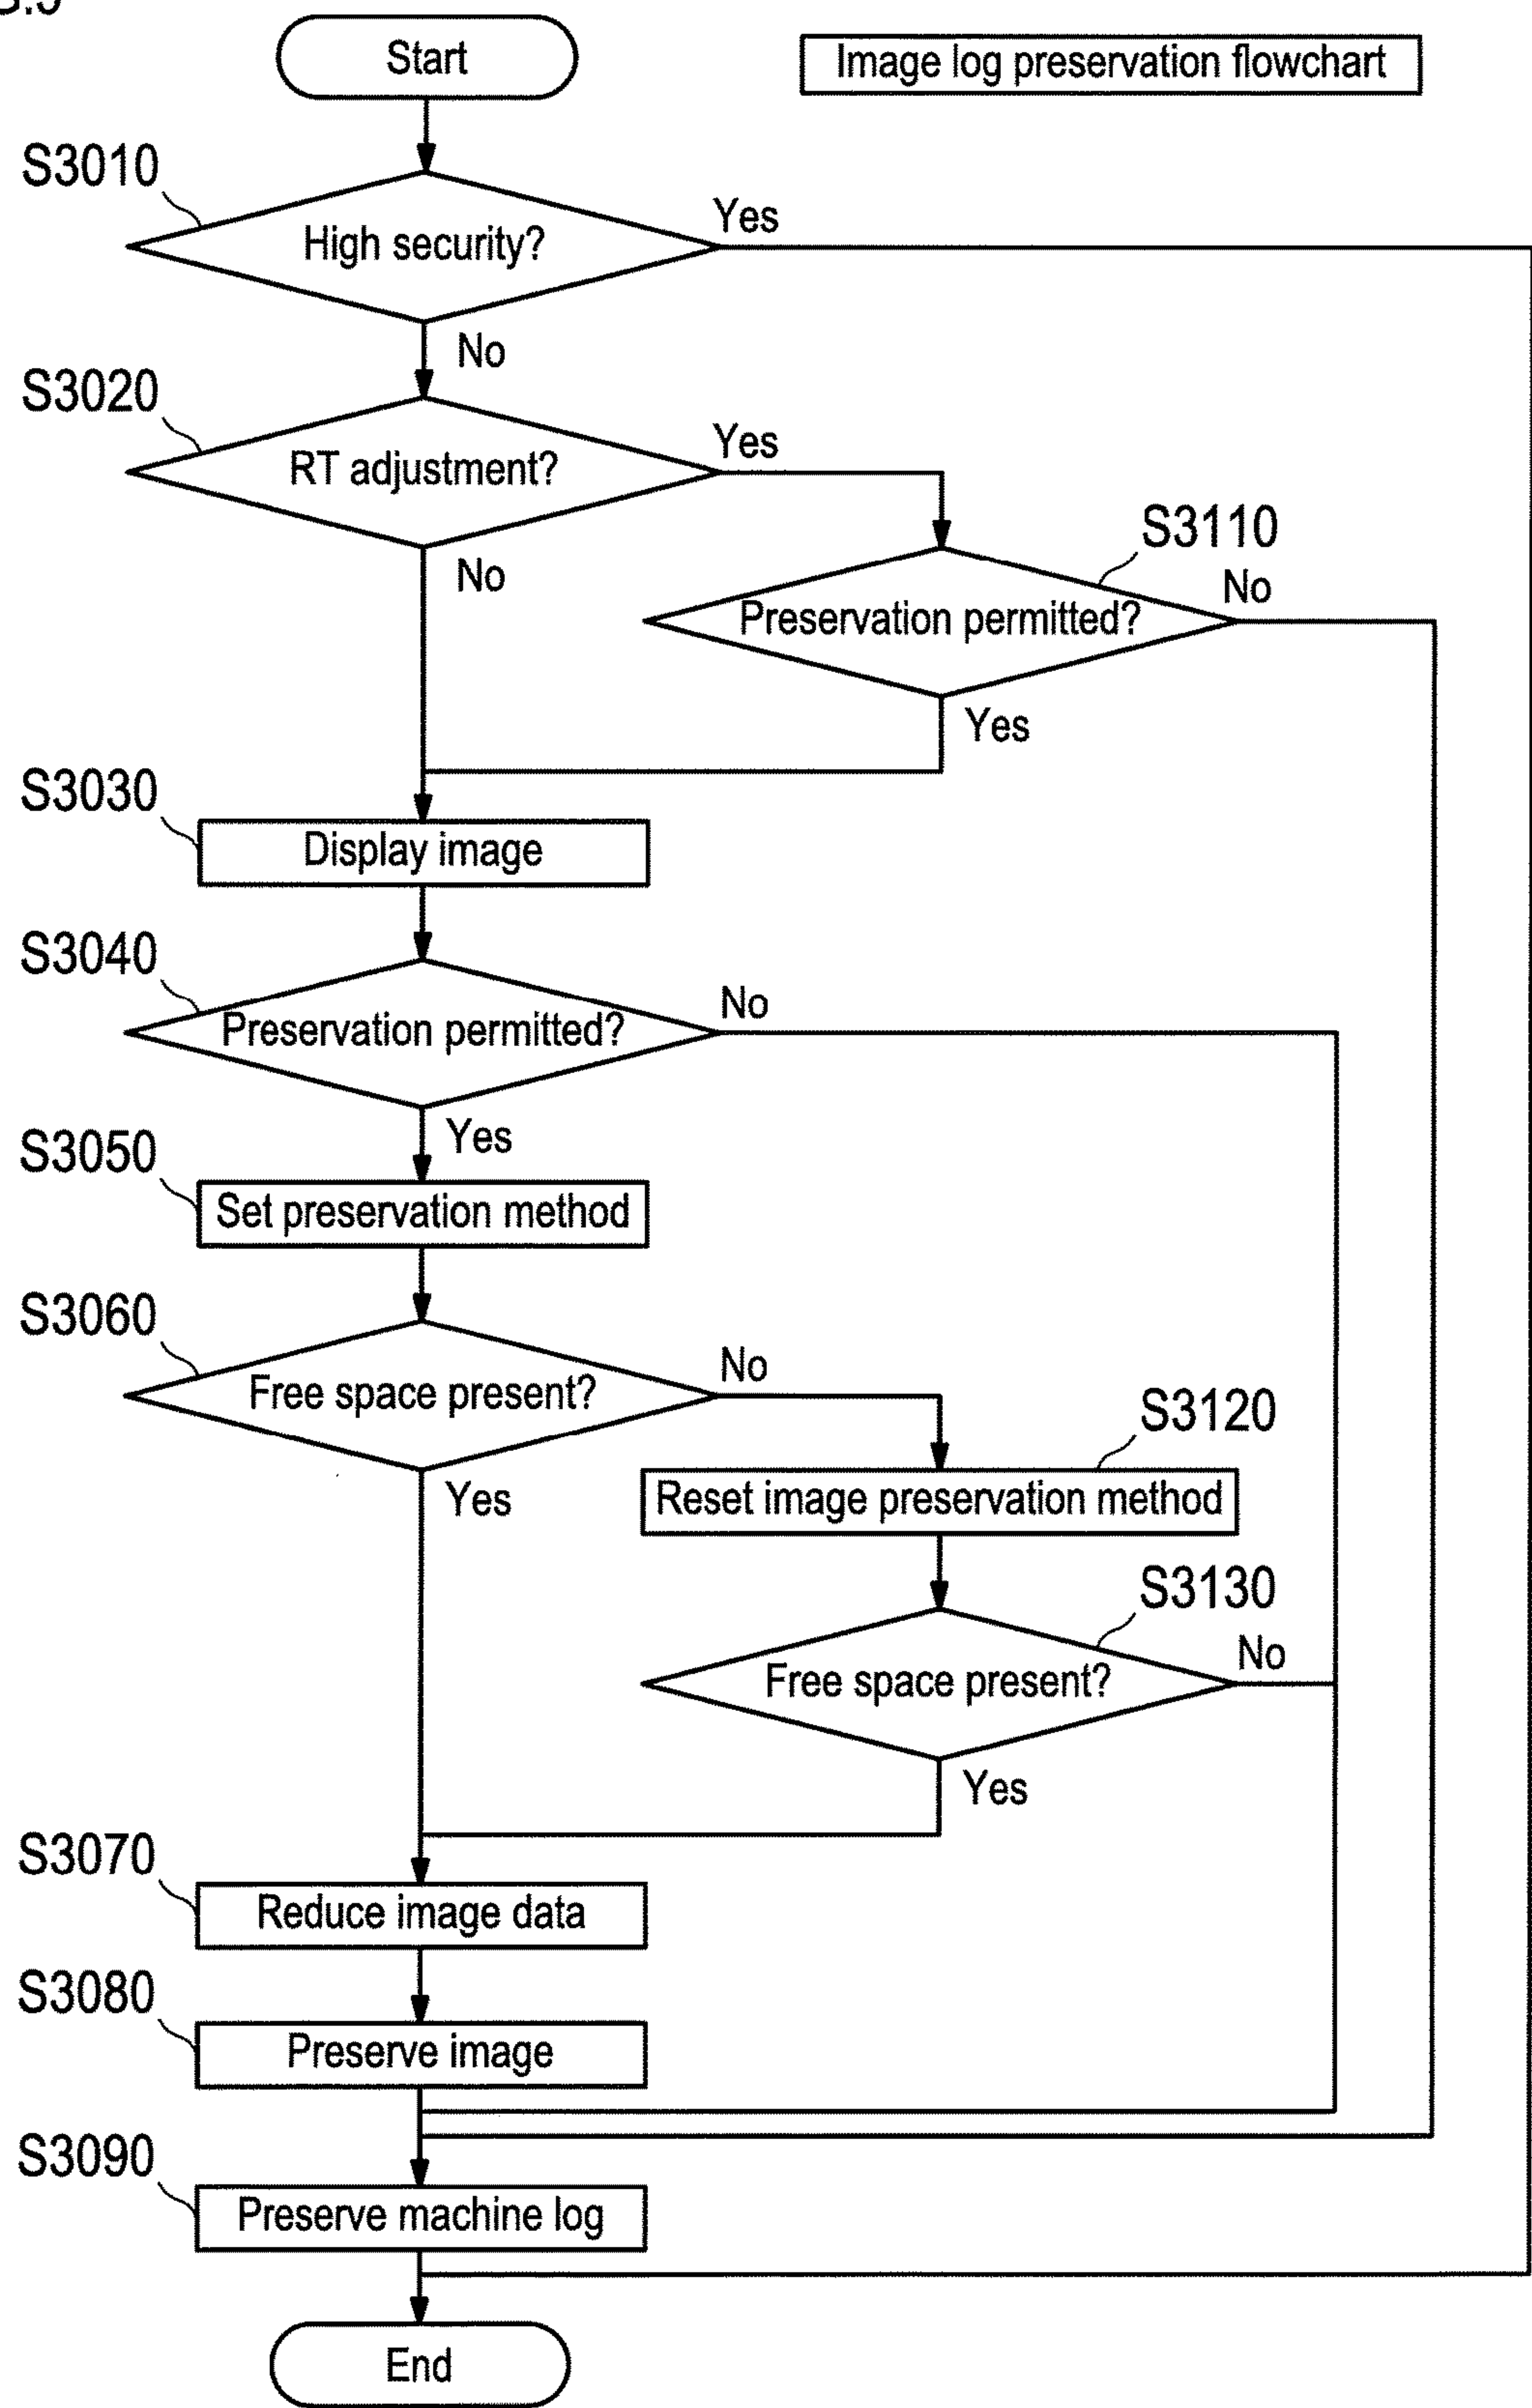 Start
Image log preservation flowchart
S3010
High security?
Yes
No
S3020
RT adjustment?
Yes
No
S3110
Preservation permitted?
No
Yes
S3030
Display image
S3040
Preservation permitted?
No
Yes
S3050
Set preservation method
S3060
Free space present?
No
Yes
S3120
Reset image preservation method
S3130
Free space present?
No
Yes
S3070
Reduce image data
S3080
Preserve image
S3090
Preserve machine log
End